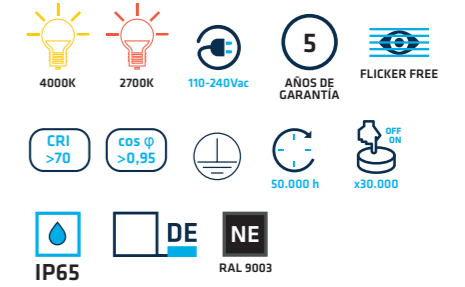 4000K
2700K
110-240Vac
5
AÑOS DE
GARANTÍA
FLICKER FREE
CRI
>70
cos φ
>0,95
50.000 h
OFF
ON
x30.000
IP65
DE
NE
RAL 9003